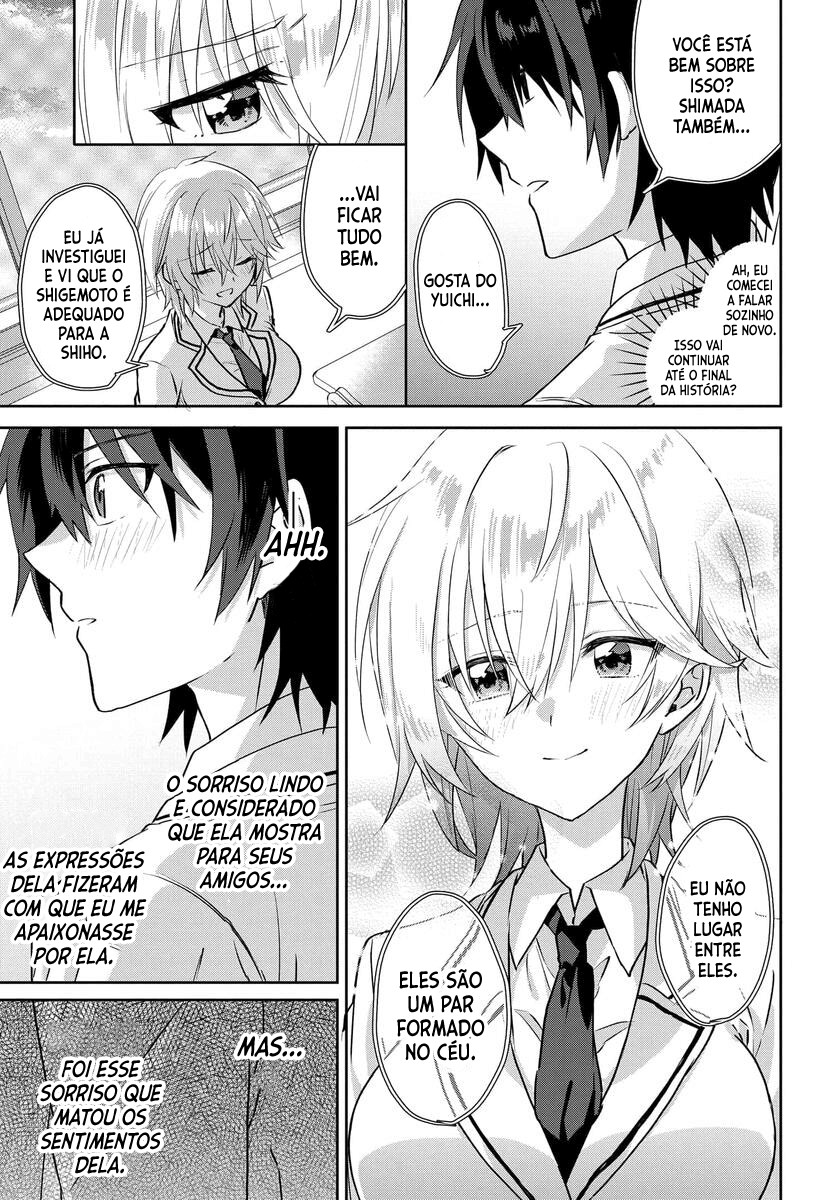 VOCÊ ESTÁ
BEM SOBRE
ISSO?
SHIMADA
TAMBÉM...
GOSTA DO
YUICHI...
AH, EU
COMECEI
A FALAR
SOZINHO
DE NOVO.
ISSO VAI
CONTINUAR
ATÉ O FINAL
DA HISTÓRIA?
...VAI
FICAR
TUDO
BEM.
EU JÁ
INVESTIGUEI
E VI QUE O
SHIGEMOTO É
ADEQUADO
PARA A
SHIHO.
EU NÃO
TENHO
LUGAR
ENTRE
ELES.
ELES SÃO
UM PAR
FORMADO
NO CÉU.
AHH.
O SORRISO LINDO
E CONSIDERADO
QUE ELA MOSTRA
PARA SEUS
AMIGOS...
AS EXPRESSÕES
DELA FIZERAM
COM QUE EU ME
APAIXONASSE
POR ELA.
MAS...
FOI ESSE
SORRISO QUE
MATOU OS
SENTIMENTOS
DELA.